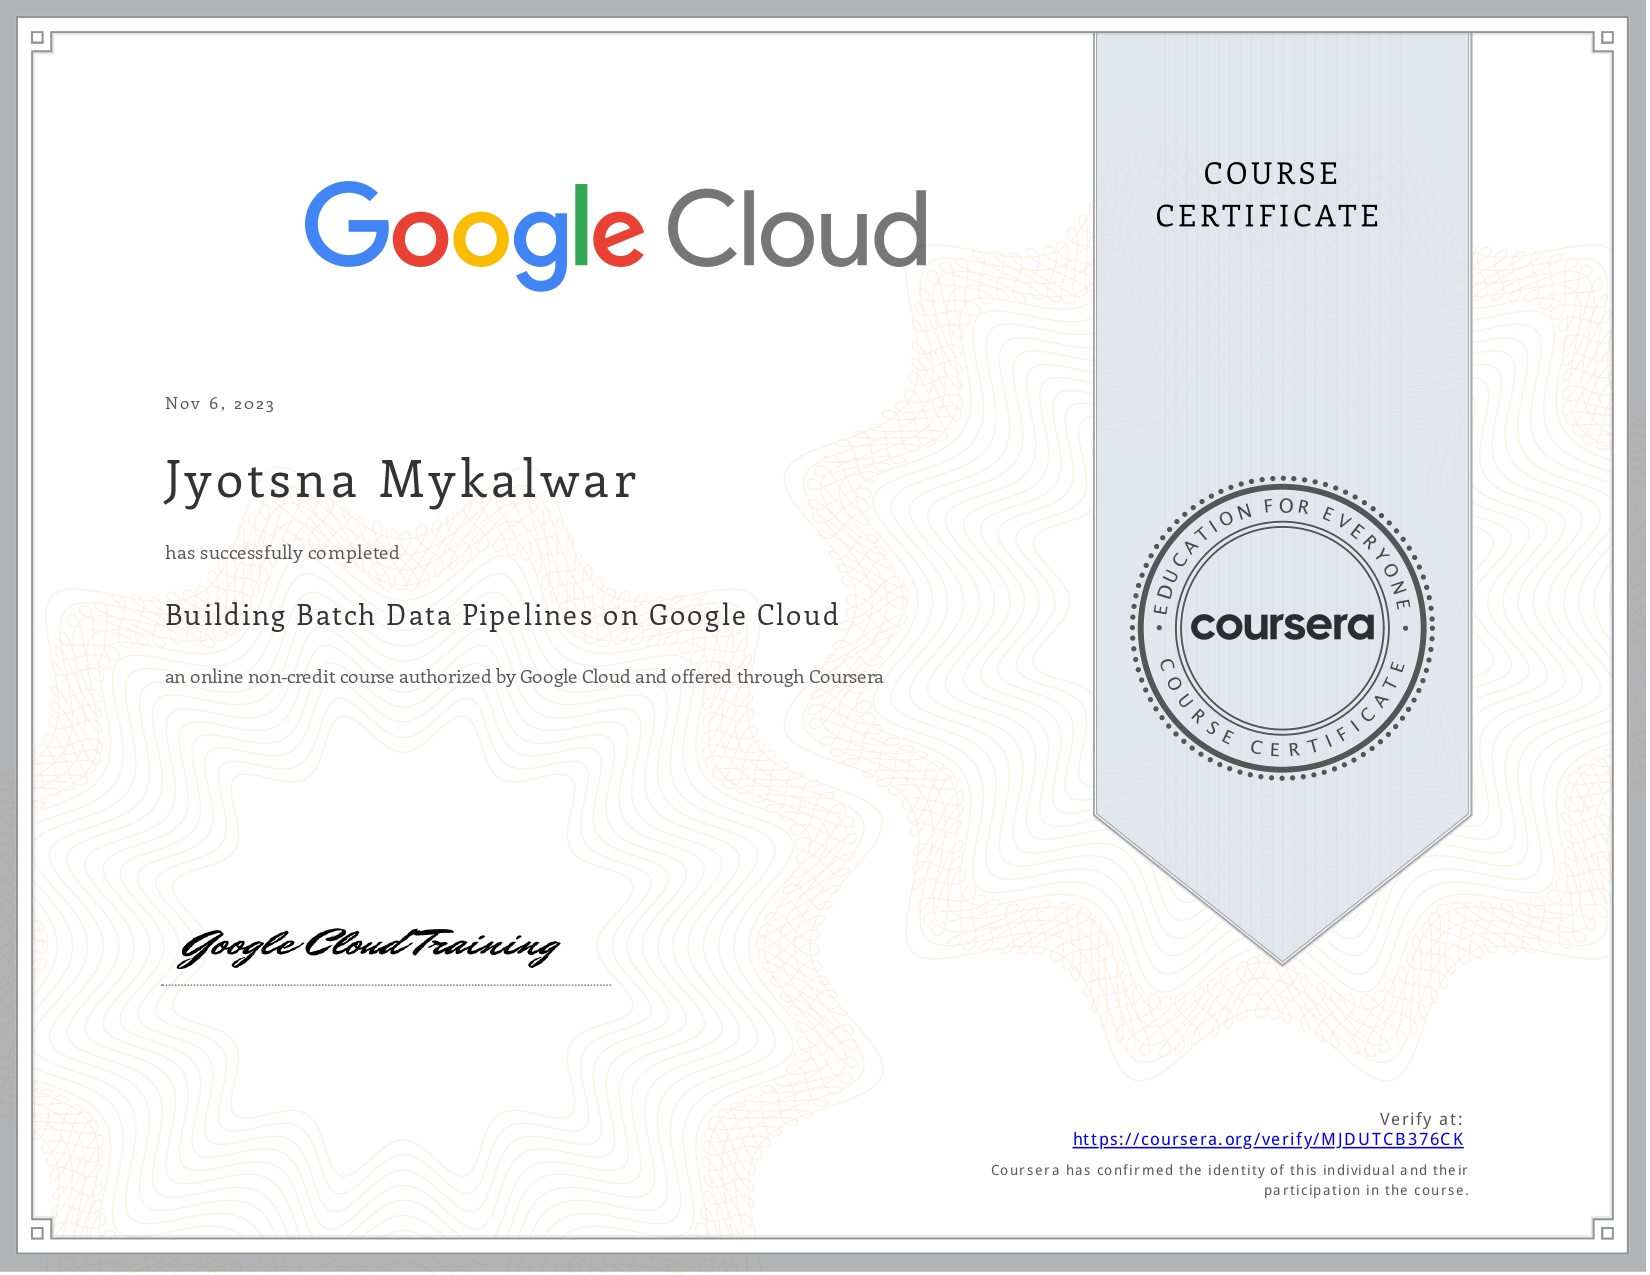 Google Cloud
COURSE
CERTIFICATE
Nov 6, 2023
Jyotsna Mykalwar
has successfully completed
Building Batch Data Pipelines on Google Cloud
an online non-credit course authorized by Google Cloud and offered through Coursera
EDUCATION FOR EVERYONE
coursera
COURSE CERTIFICATE
Google Cloud Training
Verify at:
https://coursera.org/verify/MJDUTCB376CK
Coursera has confirmed the identity of this individual and their
participation in the course.